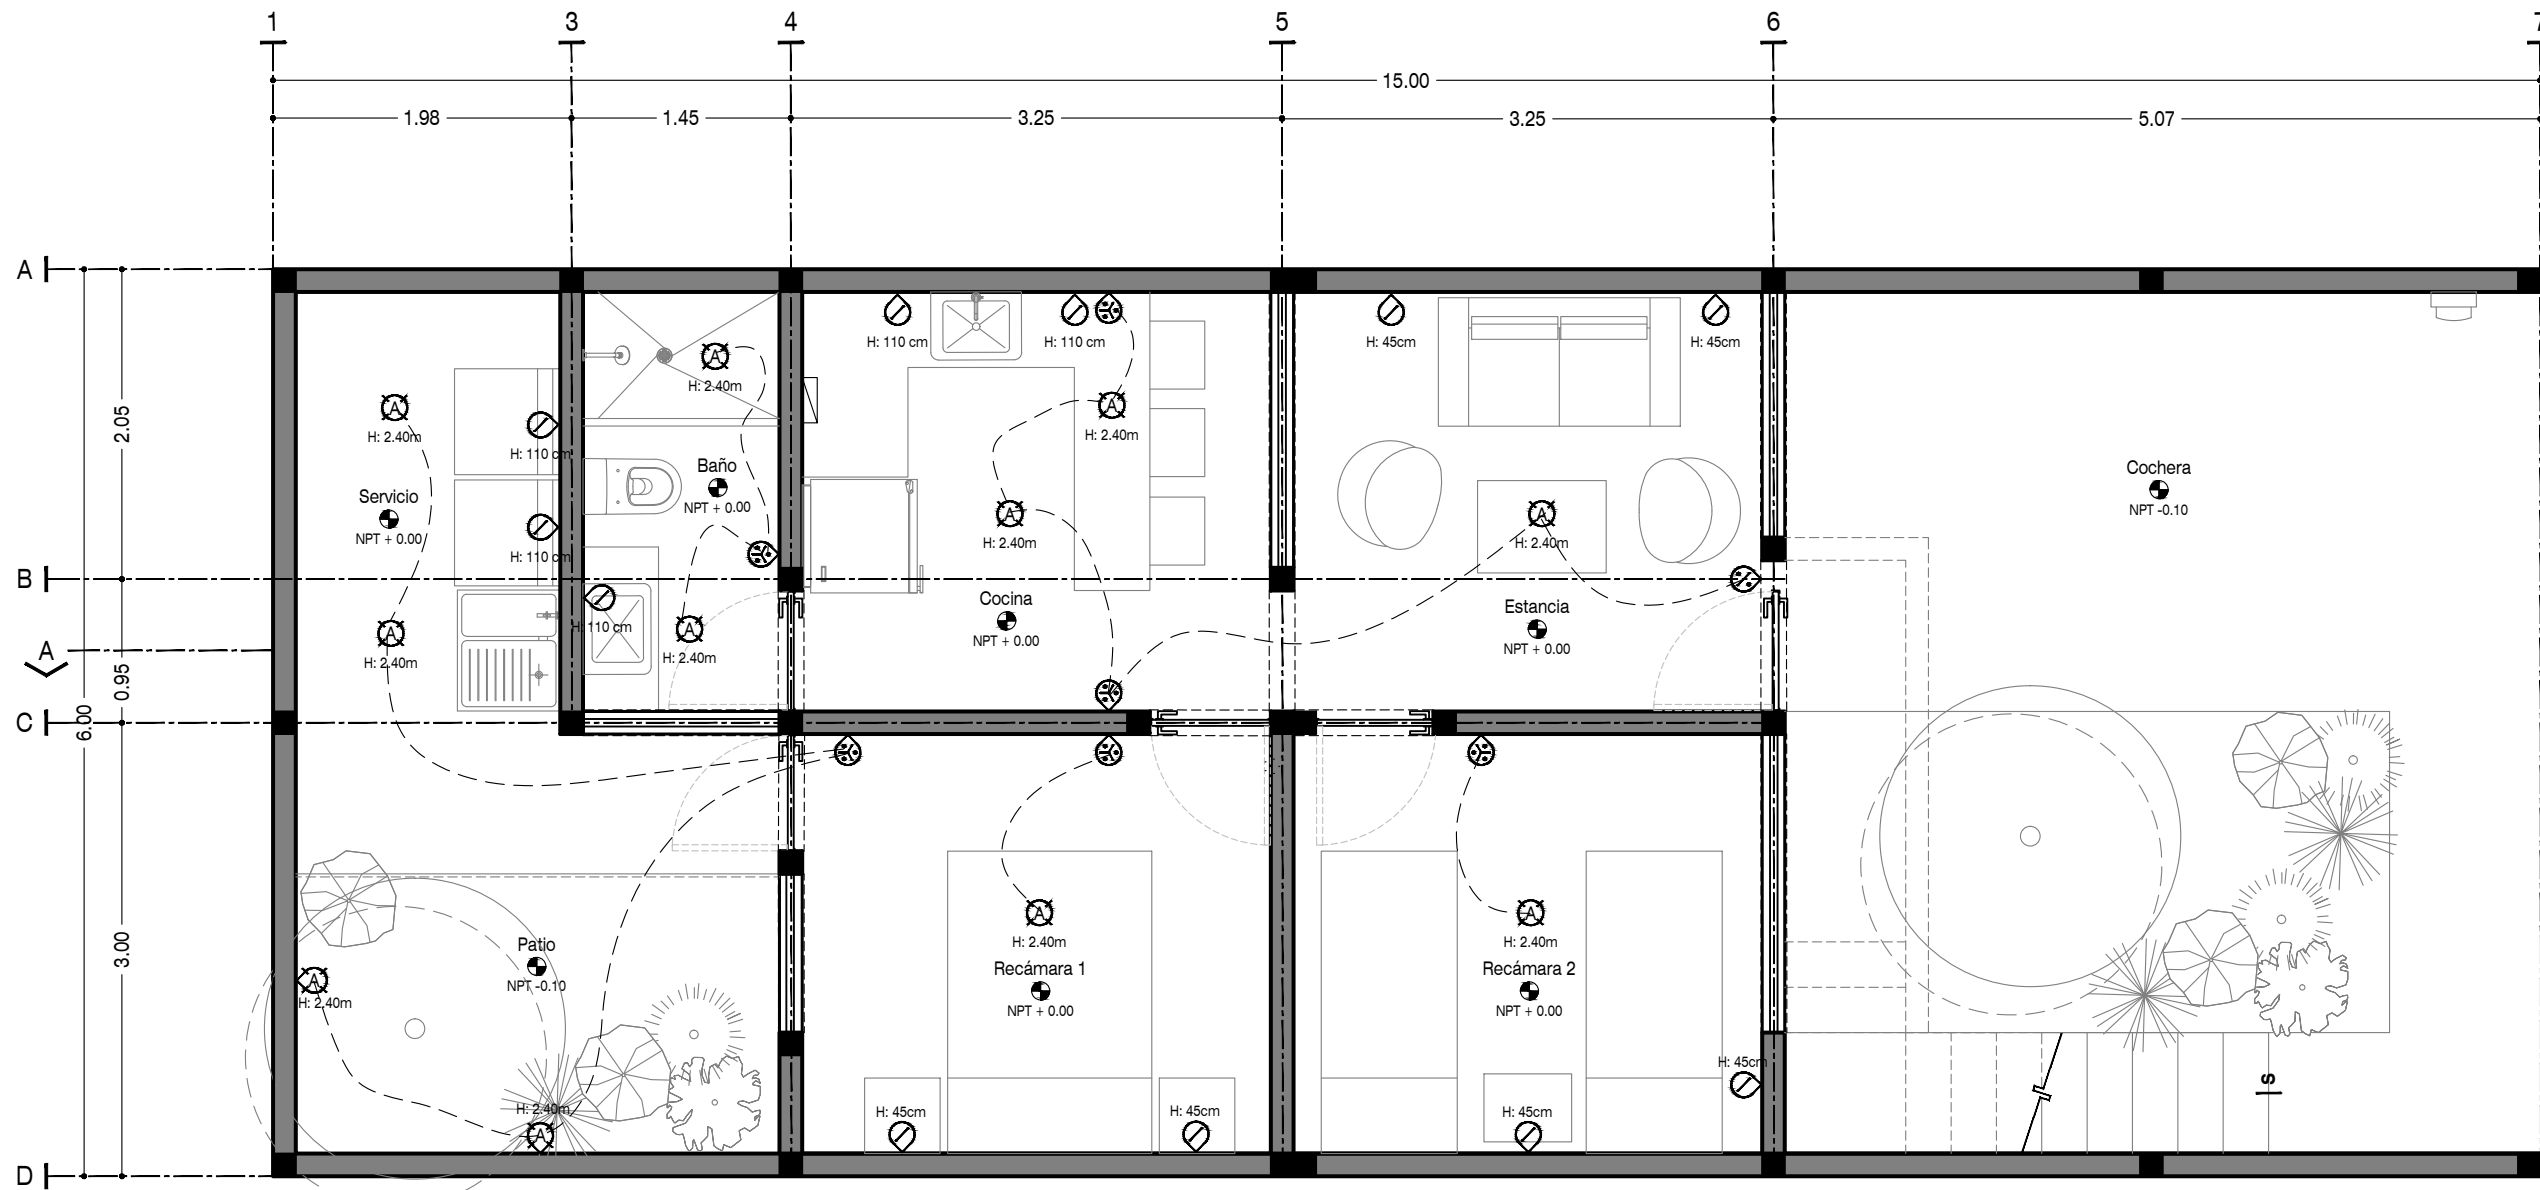 1
3
4
5
6
15.00
1.98
1.45
3.25
3.25
5.07
A
B
A
C
D
2.05
0.95
6.00
3.00
H: 2.40m
H: 110 cm
Servicio
NPT + 0.00
H: 110 cm
H: 2.40m
H: 2.40m
Baño
NPT + 0.00
H: 110 cm
H: 2.40m
H: 110 cm
H: 110 cm
H: 2.40m
H: 2.40m
Cocina
NPT + 0.00
H: 45cm
H: 45cm
H: 2.40m
Estancia
NPT + 0.00
Cochera
NPT -0.10
Patio
NPT -0.10
H: 2.40m
H: 2.40m
H: 2.40m
Recámara 1
NPT + 0.00
H: 45cm
H: 45cm
H: 2.40m
Recámara 2
NPT + 0.00
H: 45cm
H: 45cm
S
A
A
A
A
A
A
A
A
A
A
A